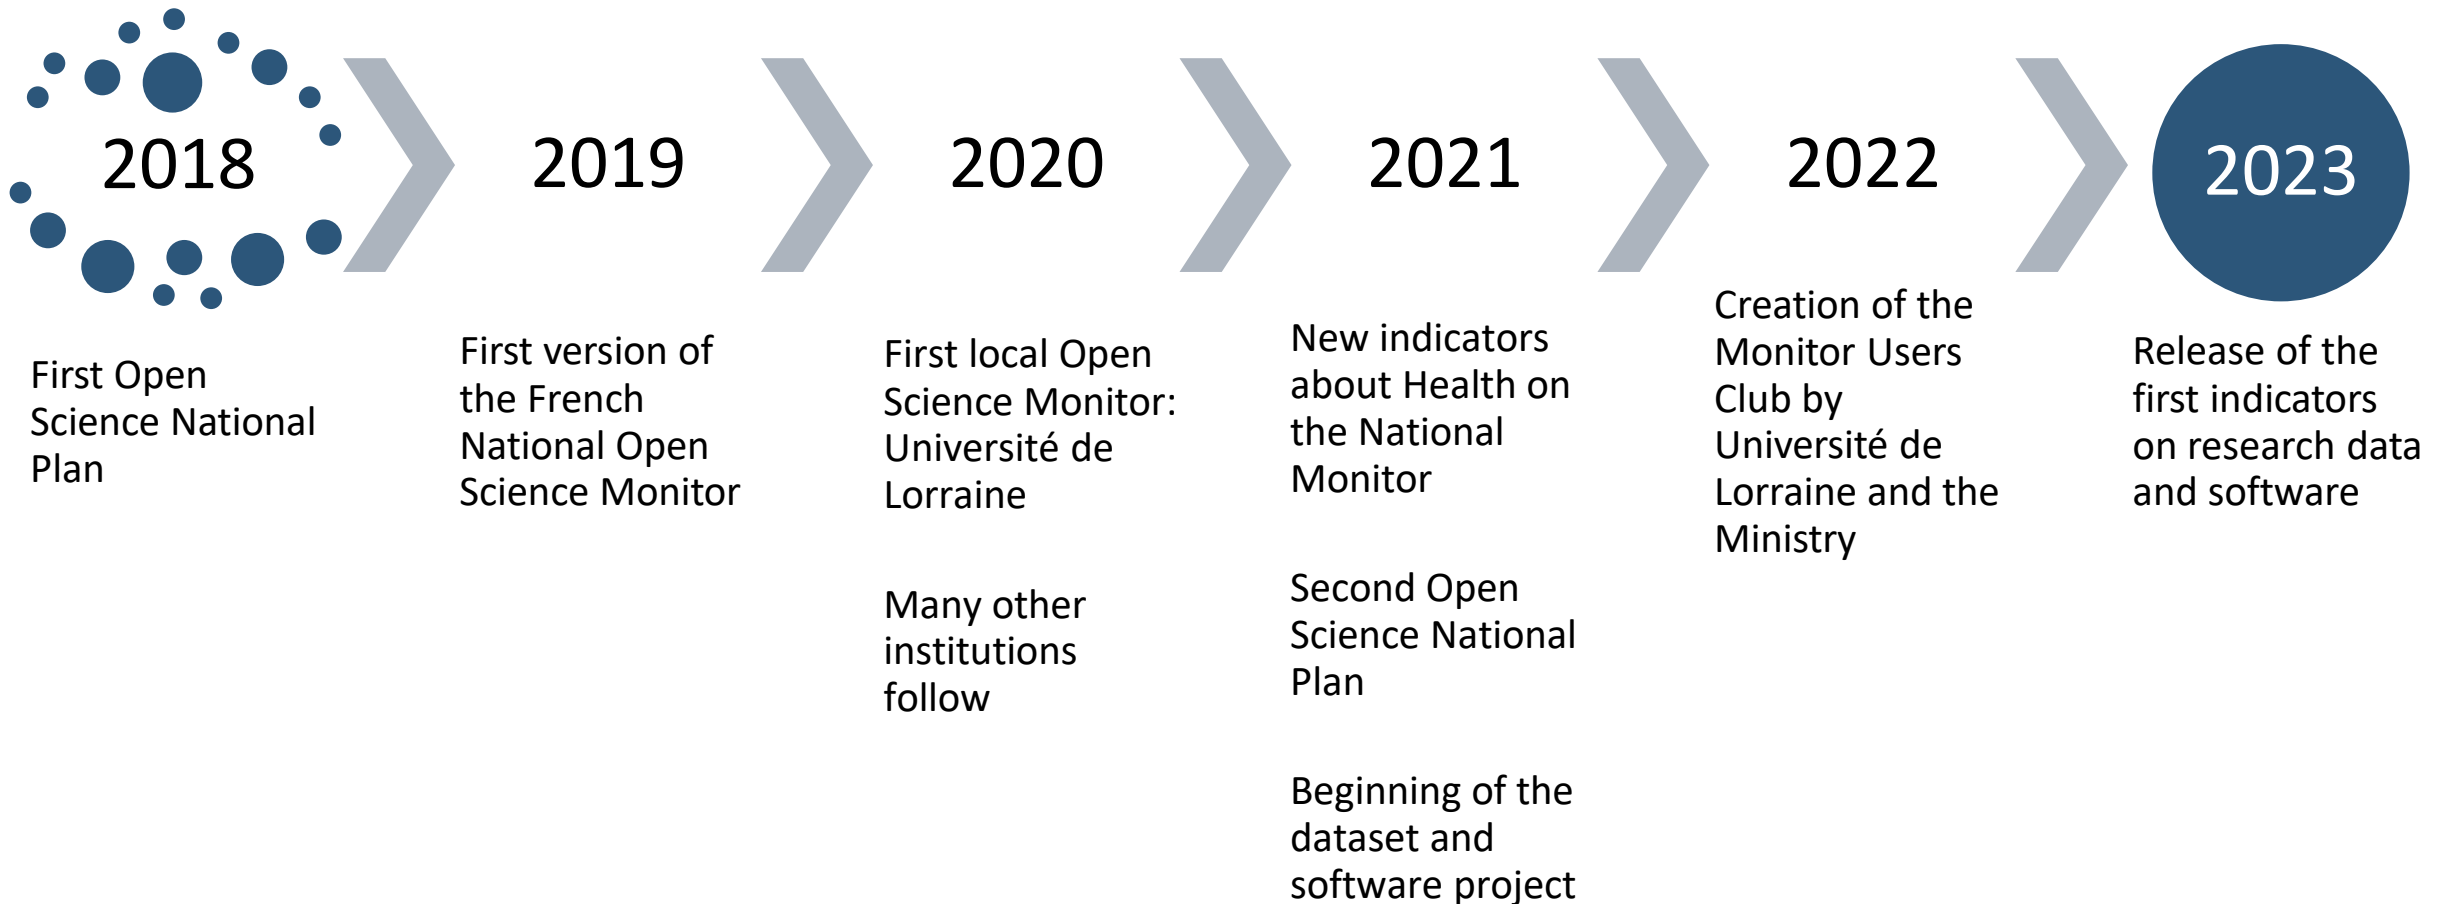 2018
First Open
Science National
Plan
2019
First version of
the French
National Open
Science Monitor
2020
First local Open
Science Monitor:
Université de
Lorraine
Many other
institutions
follow
2021
New indicators
about Health on
the National
Monitor
Second Open
Science National
Plan
Beginning of the
dataset and
software project
2022
Creation of the
Monitor Users
Club by
Université de
Lorraine and the
Ministry
2023
Release of the
first indicators
on research data
and software